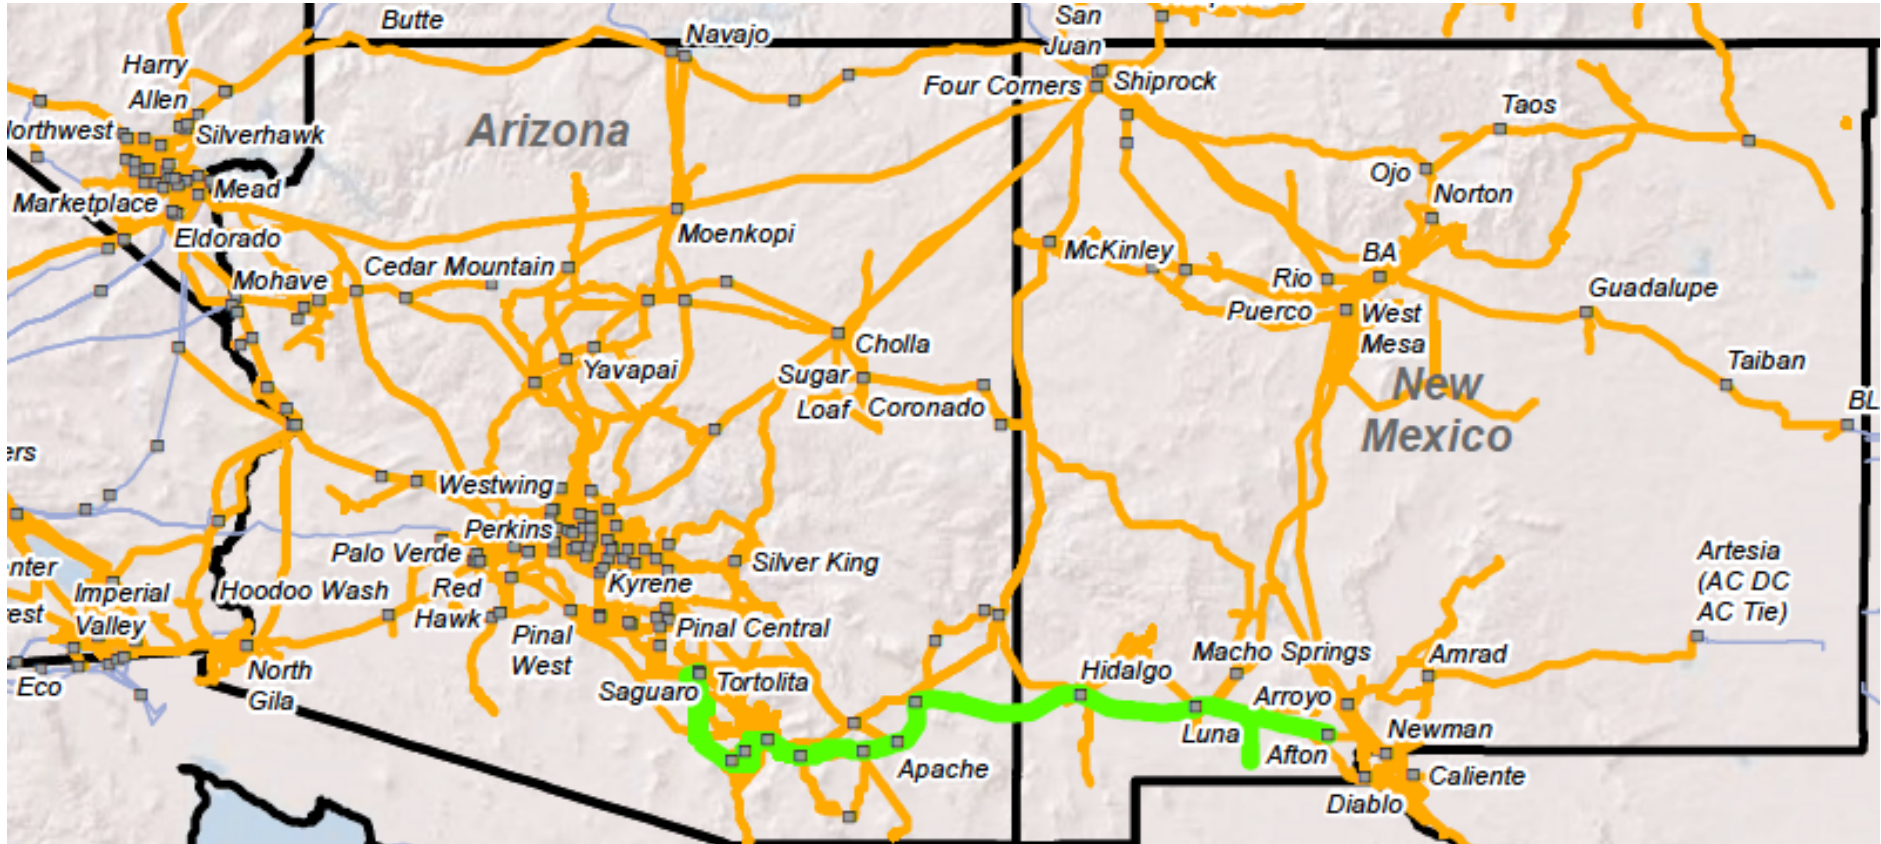 Butte
San
Juan
Navajo
Harry
Allen
Four Corners
Shiprock
Taos
Silverhawk
Arizona
Ojo
Norton
Mead
Marketplace
Eldorado
Moenkopi
McKinley
BA
Cedar Mountain
Mohave
Rio
Puerco
Guadalupe
West
Mesa
Cholla
Yavapai
Sugar
Loaf
Coronado
Taiban
New
Mexico
BL
ers
Westwing
Perkins
Palo Verde
Silver King
Artesia
(AC DC
AC Tie)
enter
Imperial
Valley
Hoodoo Wash
Red
Hawk
Kyrene
rest
Pinal
West
Pinal Central
Macho Springs
Amrad
Eco
North
Gila
Saguaro
Tortolita
Hidalgo
Arroyo
Luna
Afton
Newman
Apache
Caliente
Diablo